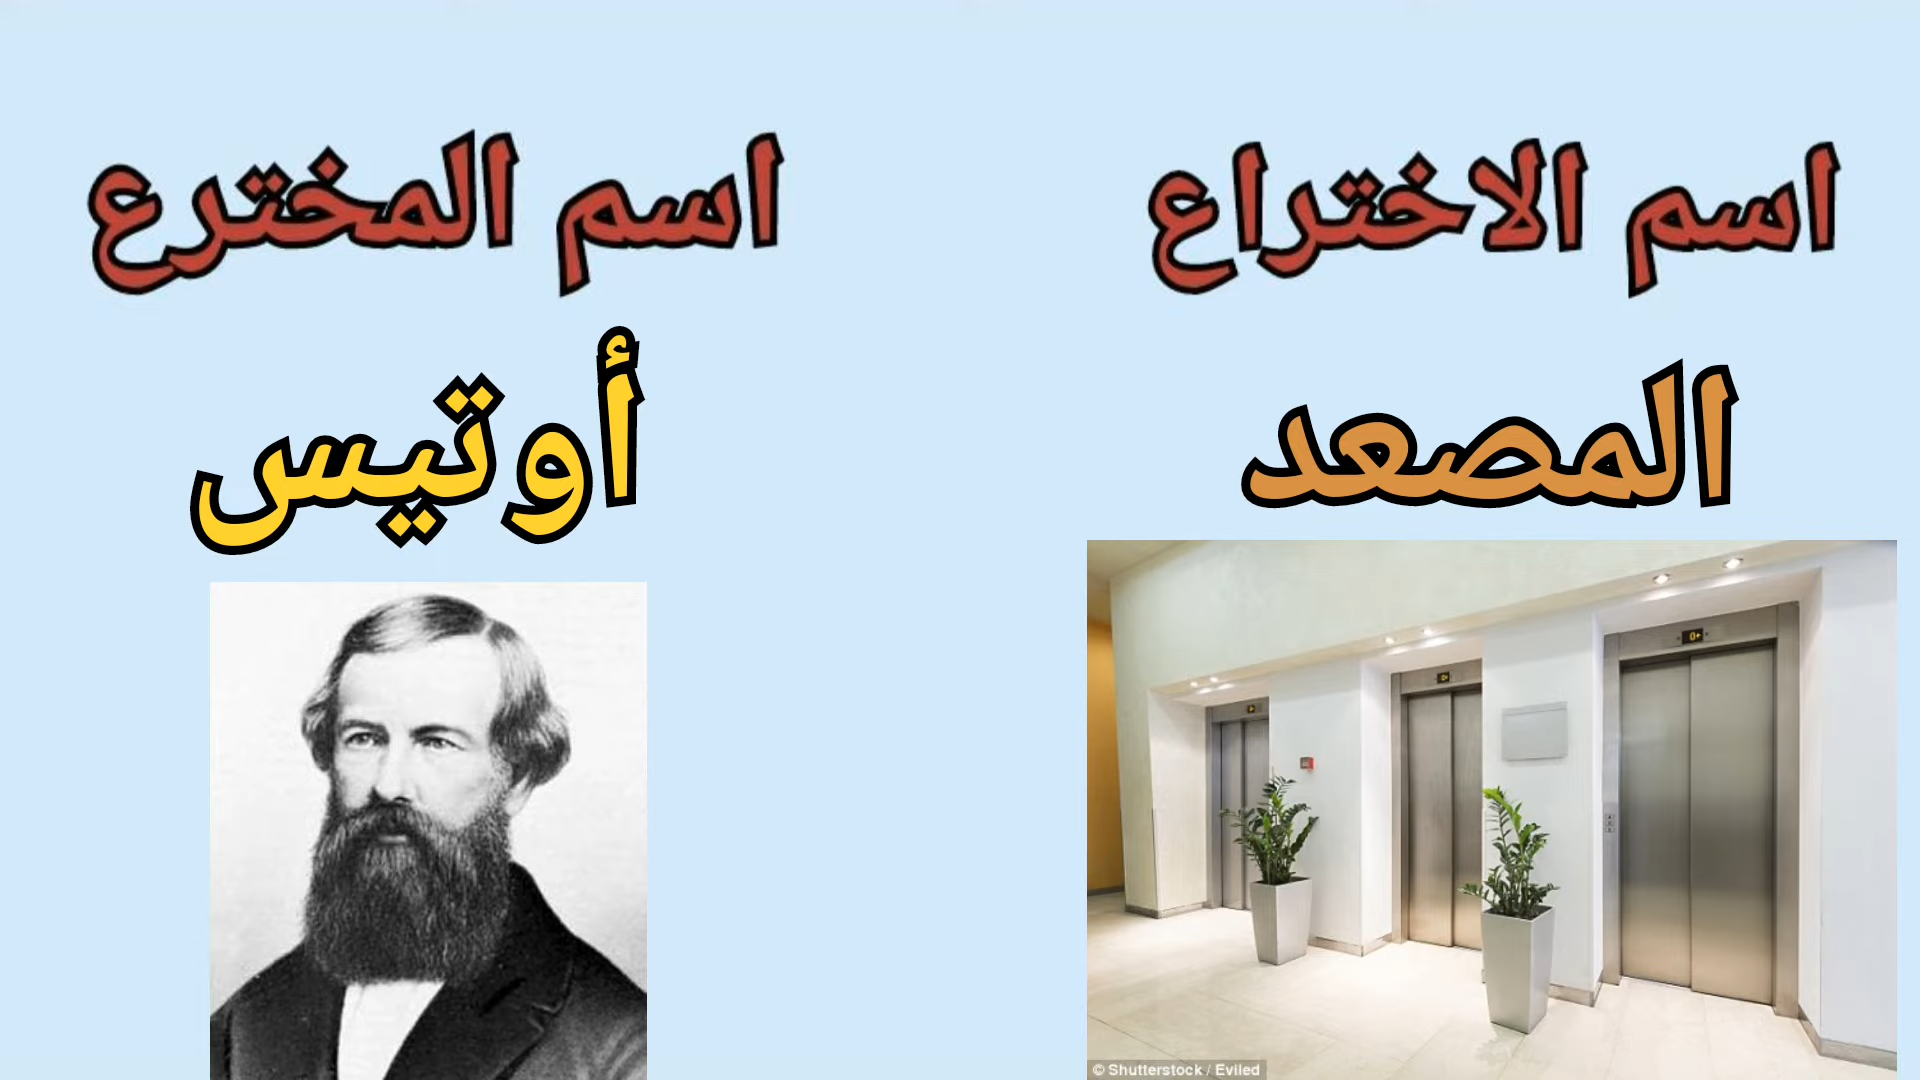 اسم الاختراع
اسم المخترع
المصعد
أوتيس
© Shutterstock / Eviled